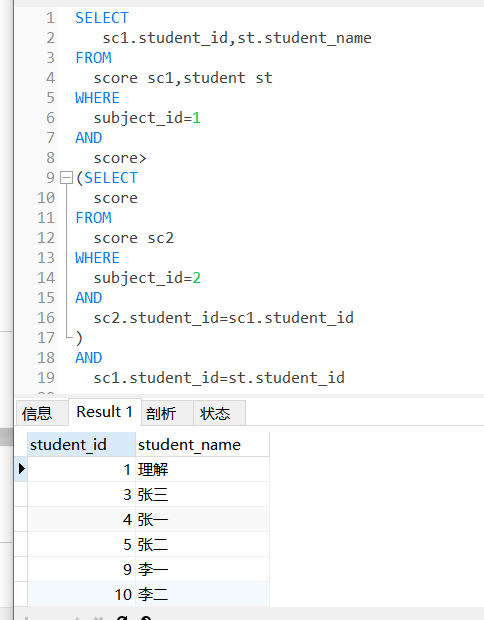 1 SELECT
2 sc1.student_id,st.student_name
3 FROM
4 score sc1,student st
5 WHERE
6 subject_id=1
7 AND
8 score>
9 (SELECT
10 score
11 FROM
12 score sc2
13 WHERE
14 subject_id=2
15 AND
16 sc2.student_id=sc1.student_id
17 )
18 AND
19 sc1.student_id=st.student_id
信息 Result 1 剖析 状态
student_id student_name
1 理解
3 张三
4 张一
5 张二
9 李一
10 李二